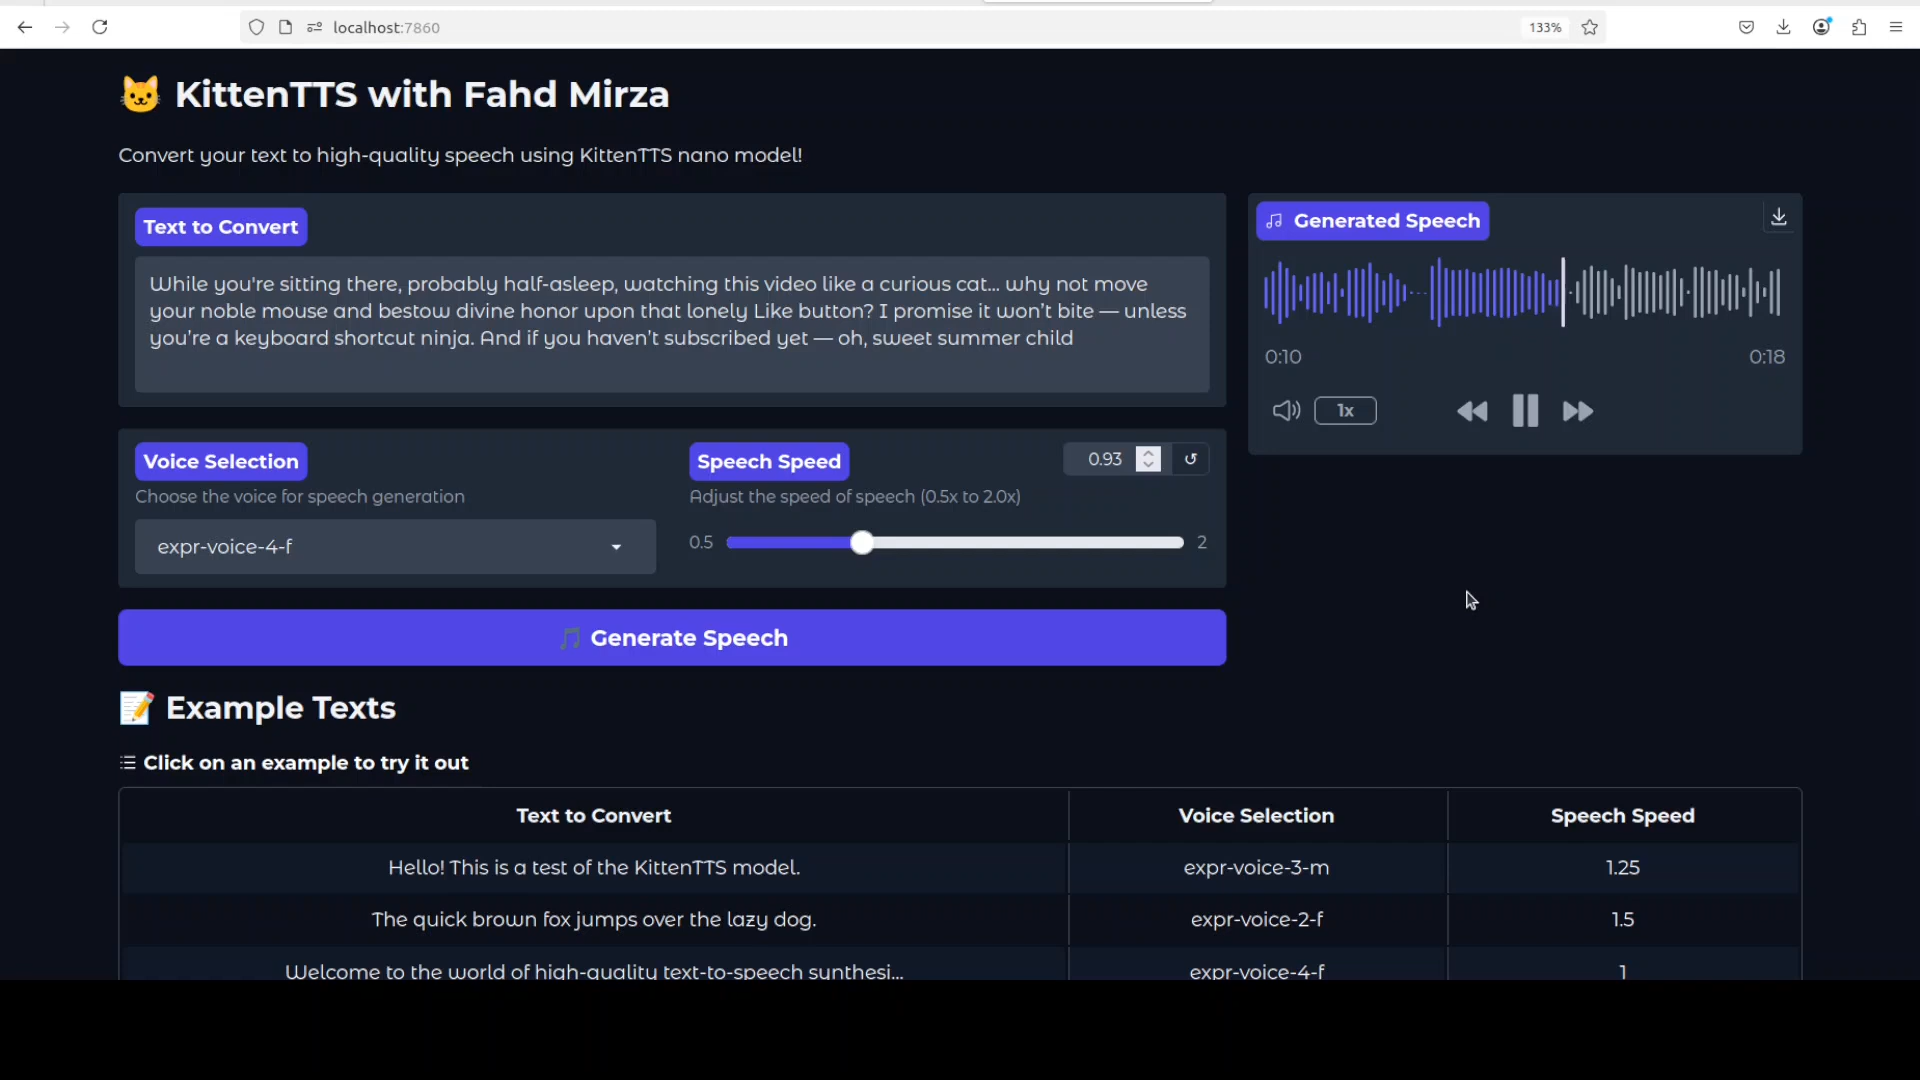 localhost:7860
133%
KittenTTS with Fahd Mirza
Convert your text to high-quality speech using KittenTTS nano model!
Text to Convert
While you're sitting there, probably half-asleep, watching this video like a curious cat... why not move
your noble mouse and bestow divine honor upon that lonely Like button? I promise it won’t bite — unless
you’re a keyboard shortcut ninja. And if you haven’t subscribed yet — oh, sweet summer child
Generated Speech
0:10
0:18
1x
Voice Selection
Choose the voice for speech generation
expr-voice-4-f
Speech Speed
0.93
Adjust the speed of speech (0.5x to 2.0x)
0.5
2
Generate Speech
Example Texts
Click on an example to try it out
Text to Convert Voice Selection Speech Speed
Hello! This is a test of the KittenTTS model. expr-voice-3-m 1.25
The quick brown fox jumps over the lazy dog. expr-voice-2-f 1.5
Welcome to the world of high-quality text-to-speech synthesi... expr-voice-4-f 1